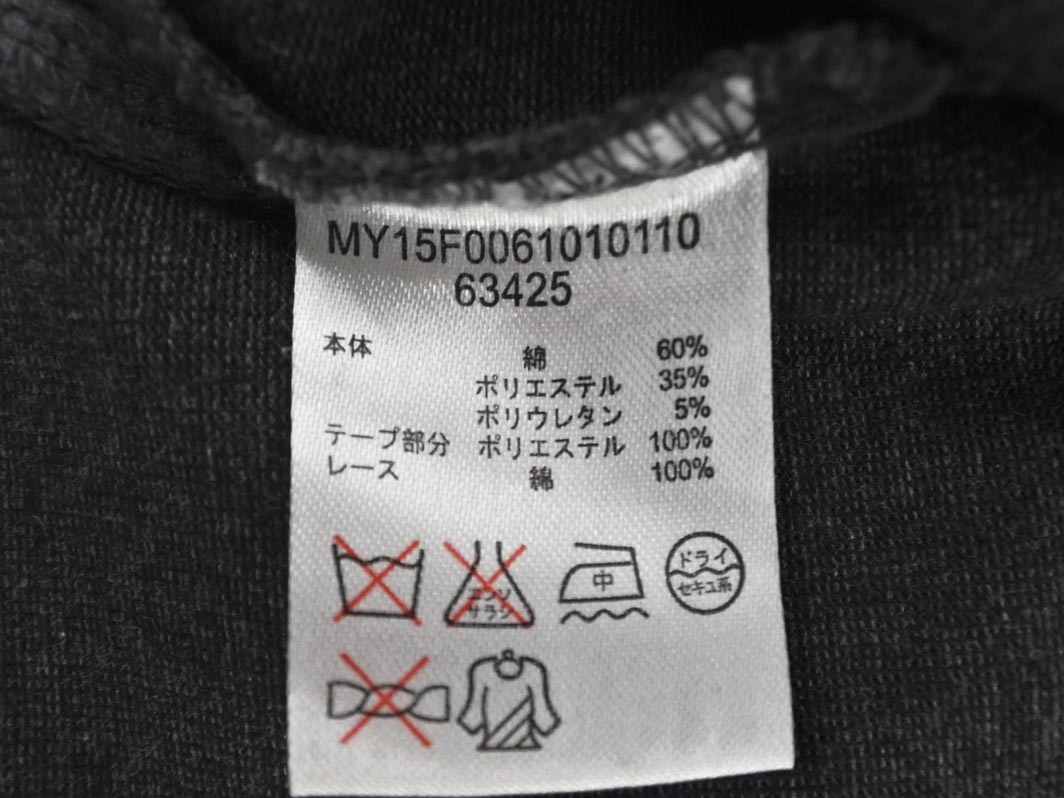 MY15F0061010110
63425
本体 綿 60%
ポリエステル 35%
ポリウレタン 5%
テープ部分 ポリエステル 100%
レース 綿 100%
エンソ
サラシ
中
ドライ
セキユ系